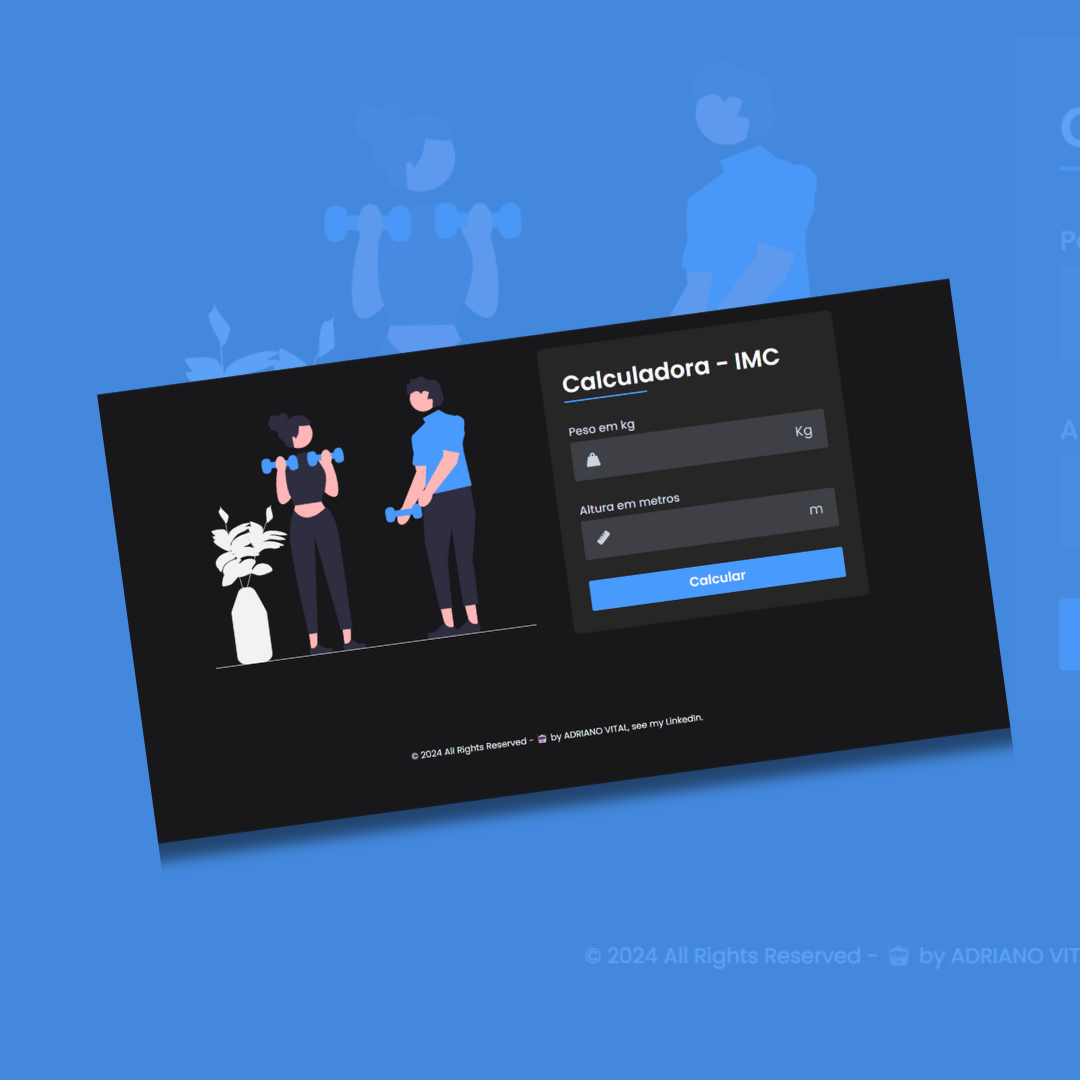 Calculadora - IMC
Peso em kg
Kg
Altura em metros
m
Calcular
© 2024 All Rights Reserved - by ADRIANO VITAL, see my LinkedIn.
C
Pe
A
© 2024 All Rights Reserved - by ADRIANO VIT